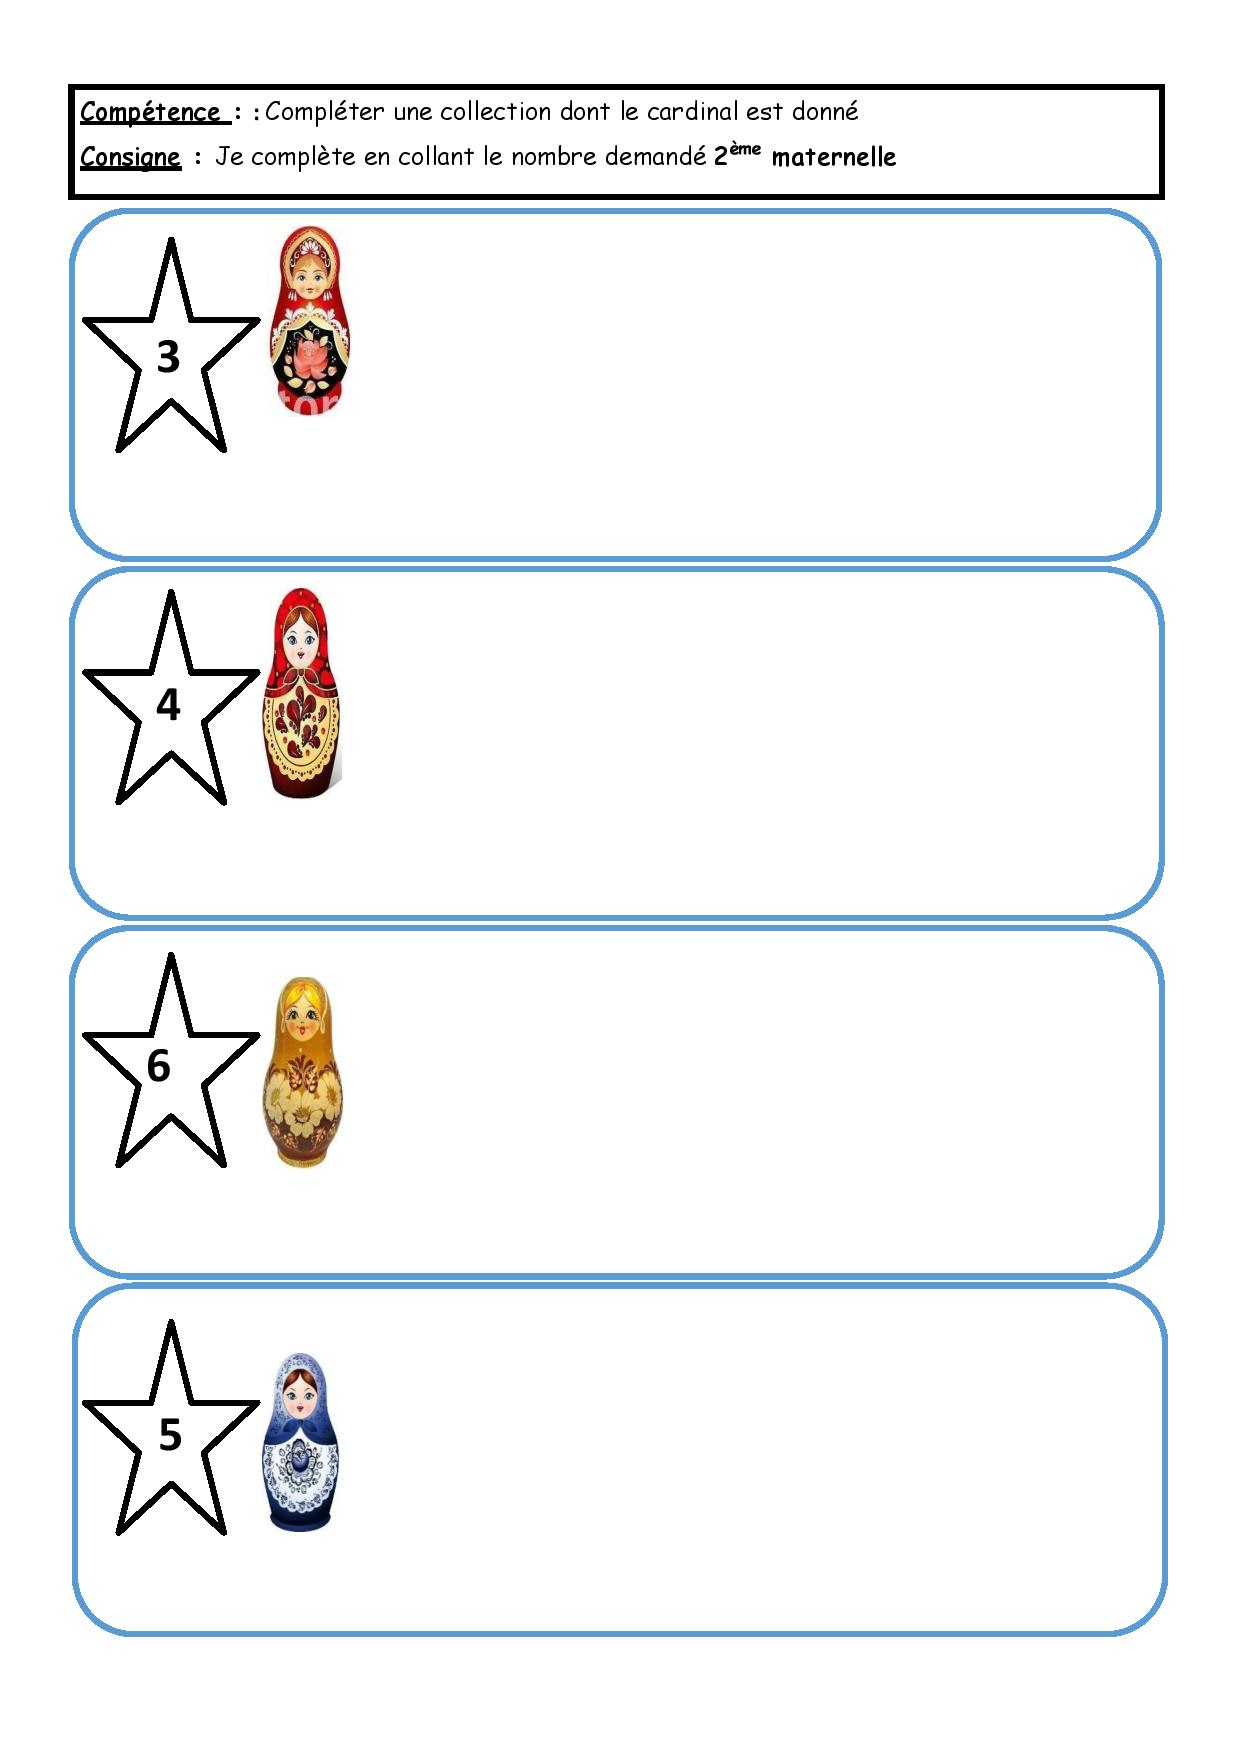 Compétence : : Compléter une collection dont le cardinal est donné
Consigne : Je complète en collant le nombre demandé 2ème maternelle
3
4
6
5